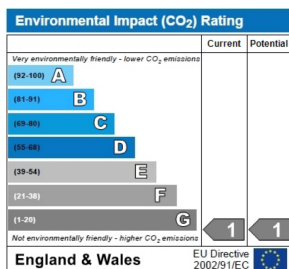 Environmental Impact (CO₂) Rating
Current Potential
Very environmentally friendly - lower CO₂ emissions
(92-100) A
(81-91) B
(69-80) C
(55-68) D
(39-54) E
(21-38) F
(1-20) G
1 1
Not environmentally friendly - higher CO₂ emissions
England & Wales
EU Directive
2002/91/EC